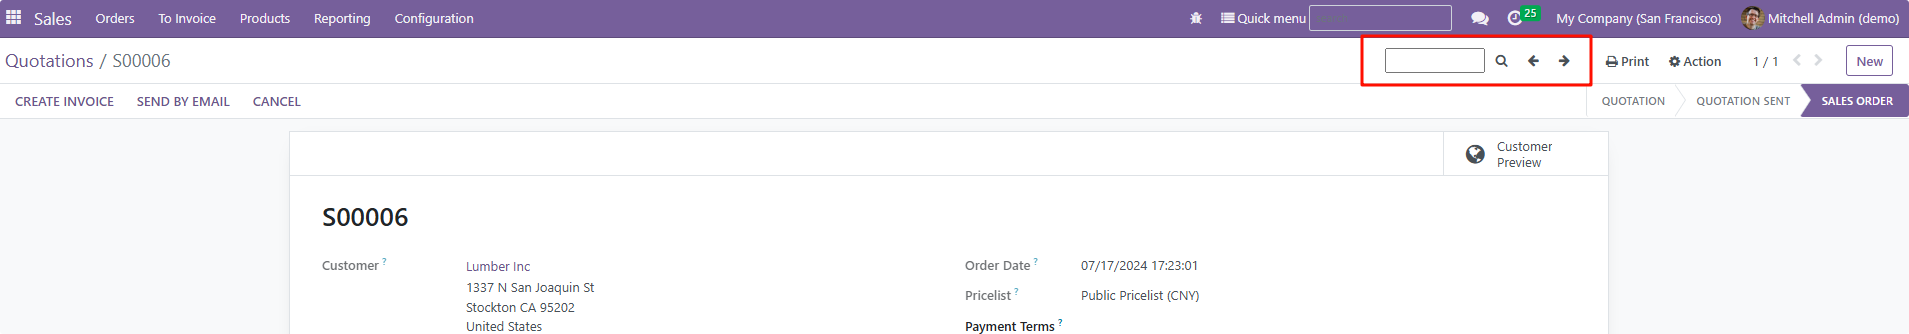 Sales Orders To Invoice Products Reporting Configuration Quick menu 25 My Company (San Francisco) Mitchell Admin (demo)
Quotations / S00006 Print Action 1 / 1 New
CREATE INVOICE SEND BY EMAIL CANCEL QUOTATION QUOTATION SENT SALES ORDER
Customer
Preview
S00006
Customer ? Lumber Inc Order Date ? 07/17/2024 17:23:01
1337 N San Joaquin St
Pricelist ? Public Pricelist (CNY)
Stockton CA 95202
United States Payment Terms ?